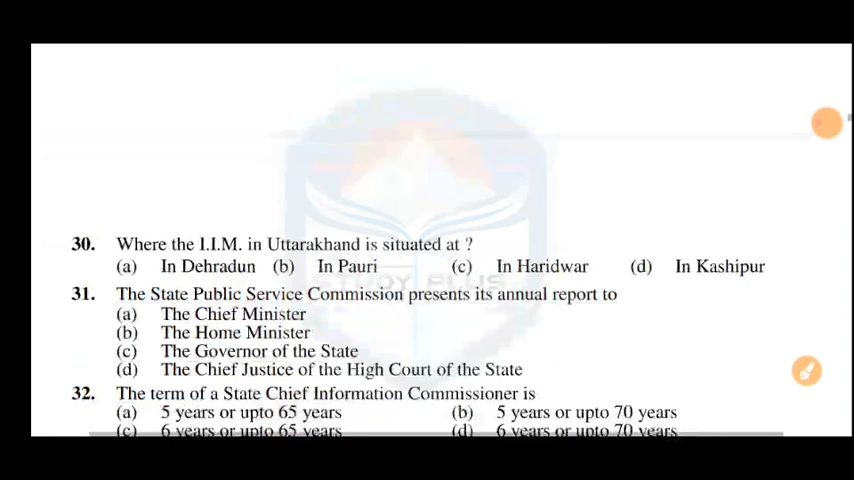 30. Where the I.I.M. in Uttarakhand is situated at ?
(a) In Dehradun (b) In Pauri (c) In Haridwar (d) In Kashipur
STUDY PLUS
31. The State Public Service Commission presents its annual report to
(a) The Chief Minister
(b) The Home Minister
(c) The Governor of the State
(d) The Chief Justice of the High Court of the State
32. The term of a State Chief Information Commissioner is
(a) 5 years or upto 65 years (b) 5 years or upto 70 years
(c) 6 years or upto 65 years (d) 6 years or upto 70 years